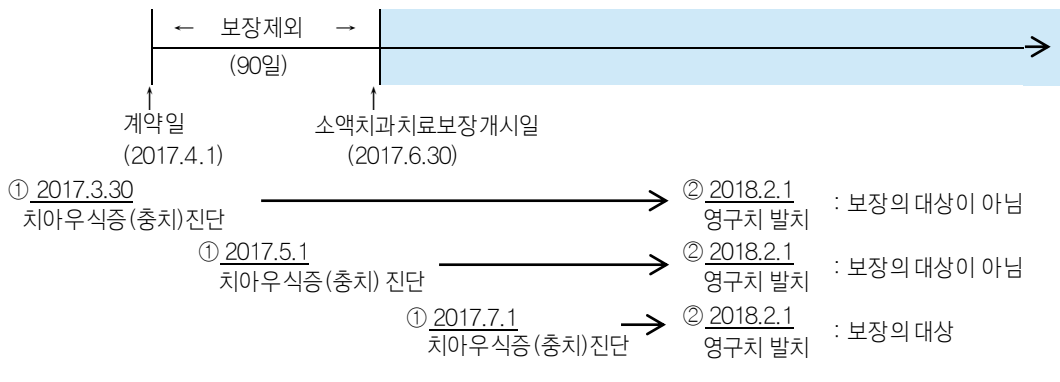 ← 보장제외 →
(90일)
계약일
(2017.4.1)
소액치과치료보장개시일
(2017.6.30)
① 2017.3.30
치아우식증(충치)진단
② 2018.2.1
영구치 발치
: 보장의 대상이 아님
① 2017.5.1
치아우식증(충치) 진단
② 2018.2.1
영구치 발치
: 보장의 대상이 아님
① 2017.7.1
치아우식증(충치)진단
② 2018.2.1
영구치 발치
: 보장의 대상